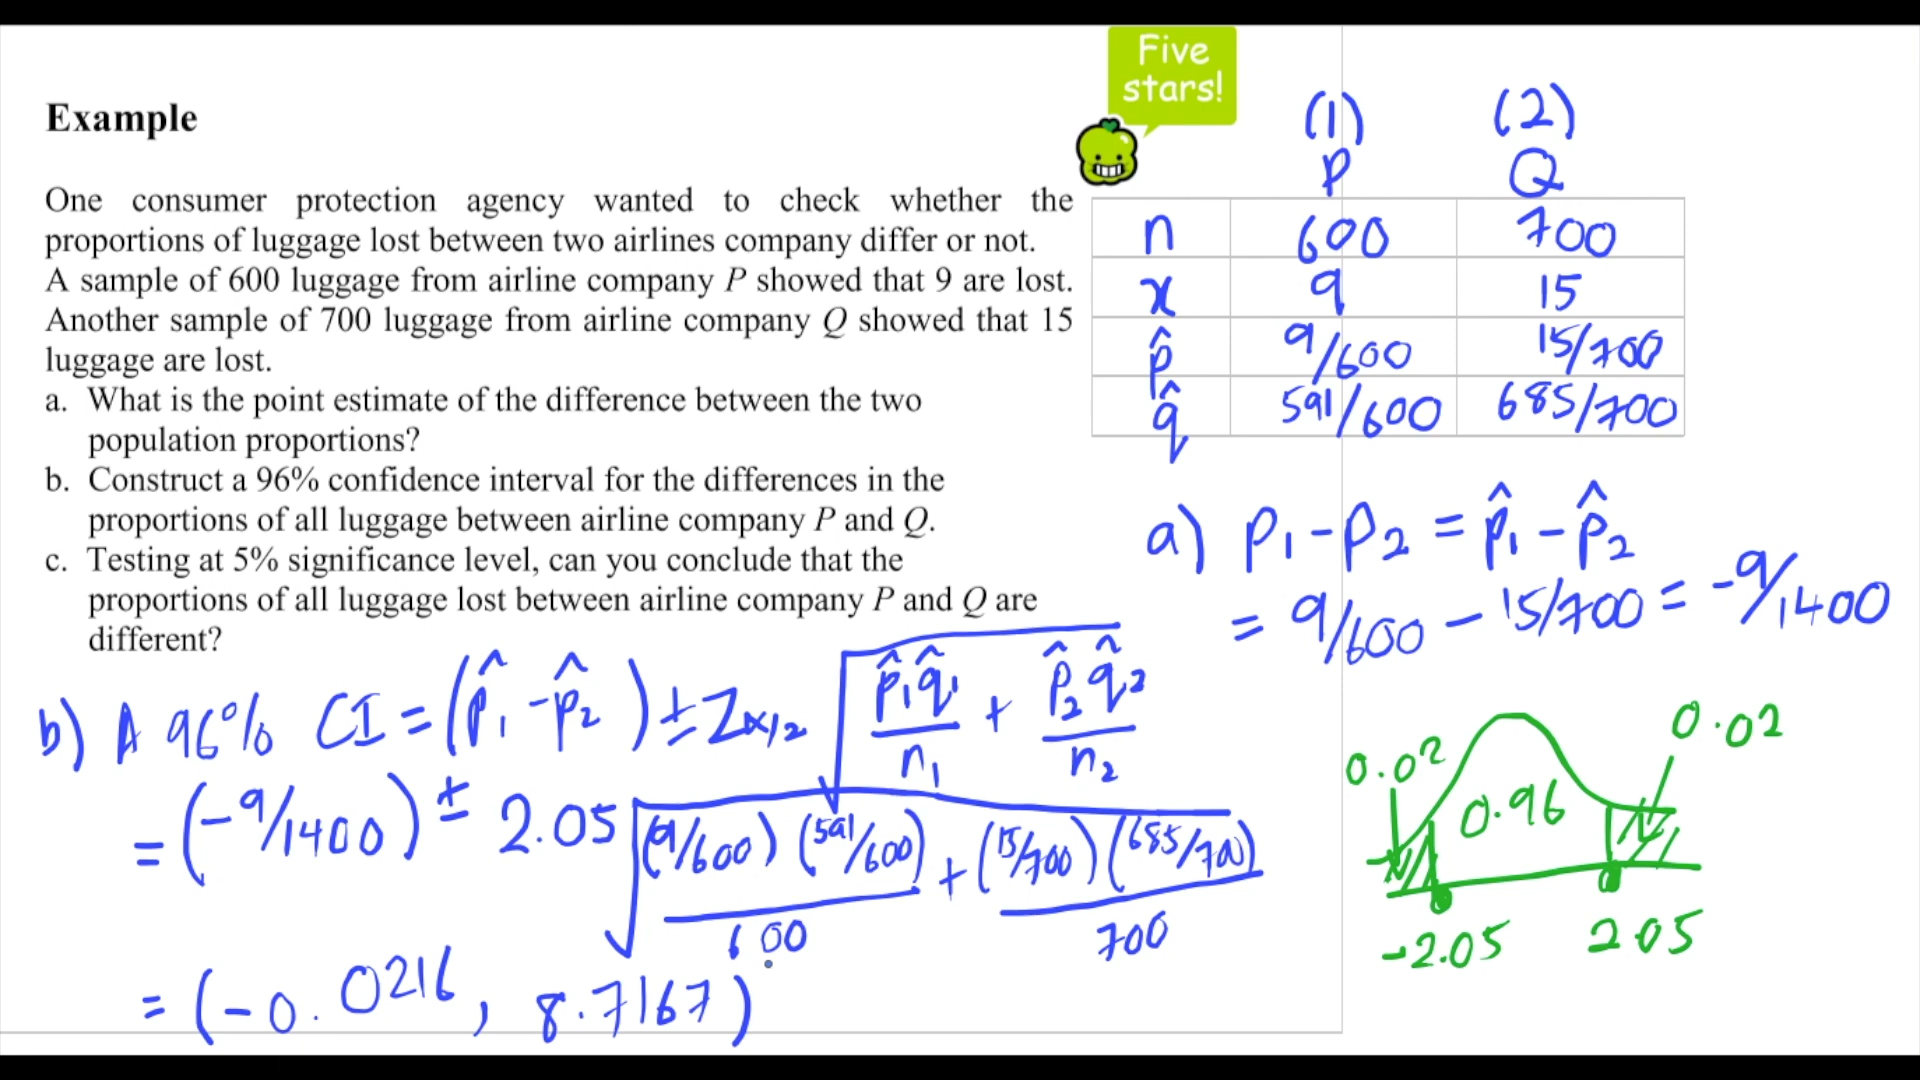 Five
stars!
Example
One consumer protection agency wanted to check whether the
proportions of luggage lost between two airlines company differ or not.
A sample of 600 luggage from airline company P showed that 9 are lost.
Another sample of 700 luggage from airline company Q showed that 15
luggage are lost.
a. What is the point estimate of the difference between the two
population proportions?
b. Construct a 96% confidence interval for the differences in the
proportions of all luggage between airline company P and Q.
c. Testing at 5% significance level, can you conclude that the
proportions of all luggage lost between airline company P and Q are
different?
(1) (2)
P Q
n 600 700
x 9 15
p̂ 9/600 15/700
q̂ 591/600 685/700
a) p₁-p₂ = p̂₁ - p̂₂
= 9/600 - 15/700 = -9/1400
b) A 96% CI = (p̂₁ - p̂₂) ± Zα/2 √ p̂₁q̂₁/n₁ + p̂₂q̂₂/n₂
= (-9/1400) ± 2.05 √ (9/600)(591/600)/600 + (15/700)(685/700)/700
= (-0.0216, 8.7167)
0.02 0.96 0.02
-2.05 2.05